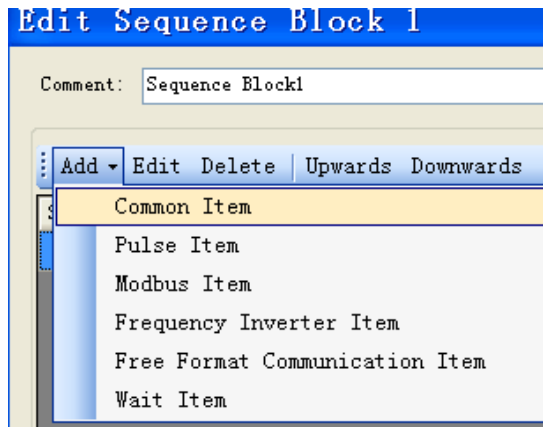 Edit Sequence Block 1
Comment: Sequence Block1
Add Edit Delete Upwards Downwards
Common Item
Pulse Item
Modbus Item
Frequency Inverter Item
Free Format Communication Item
Wait Item